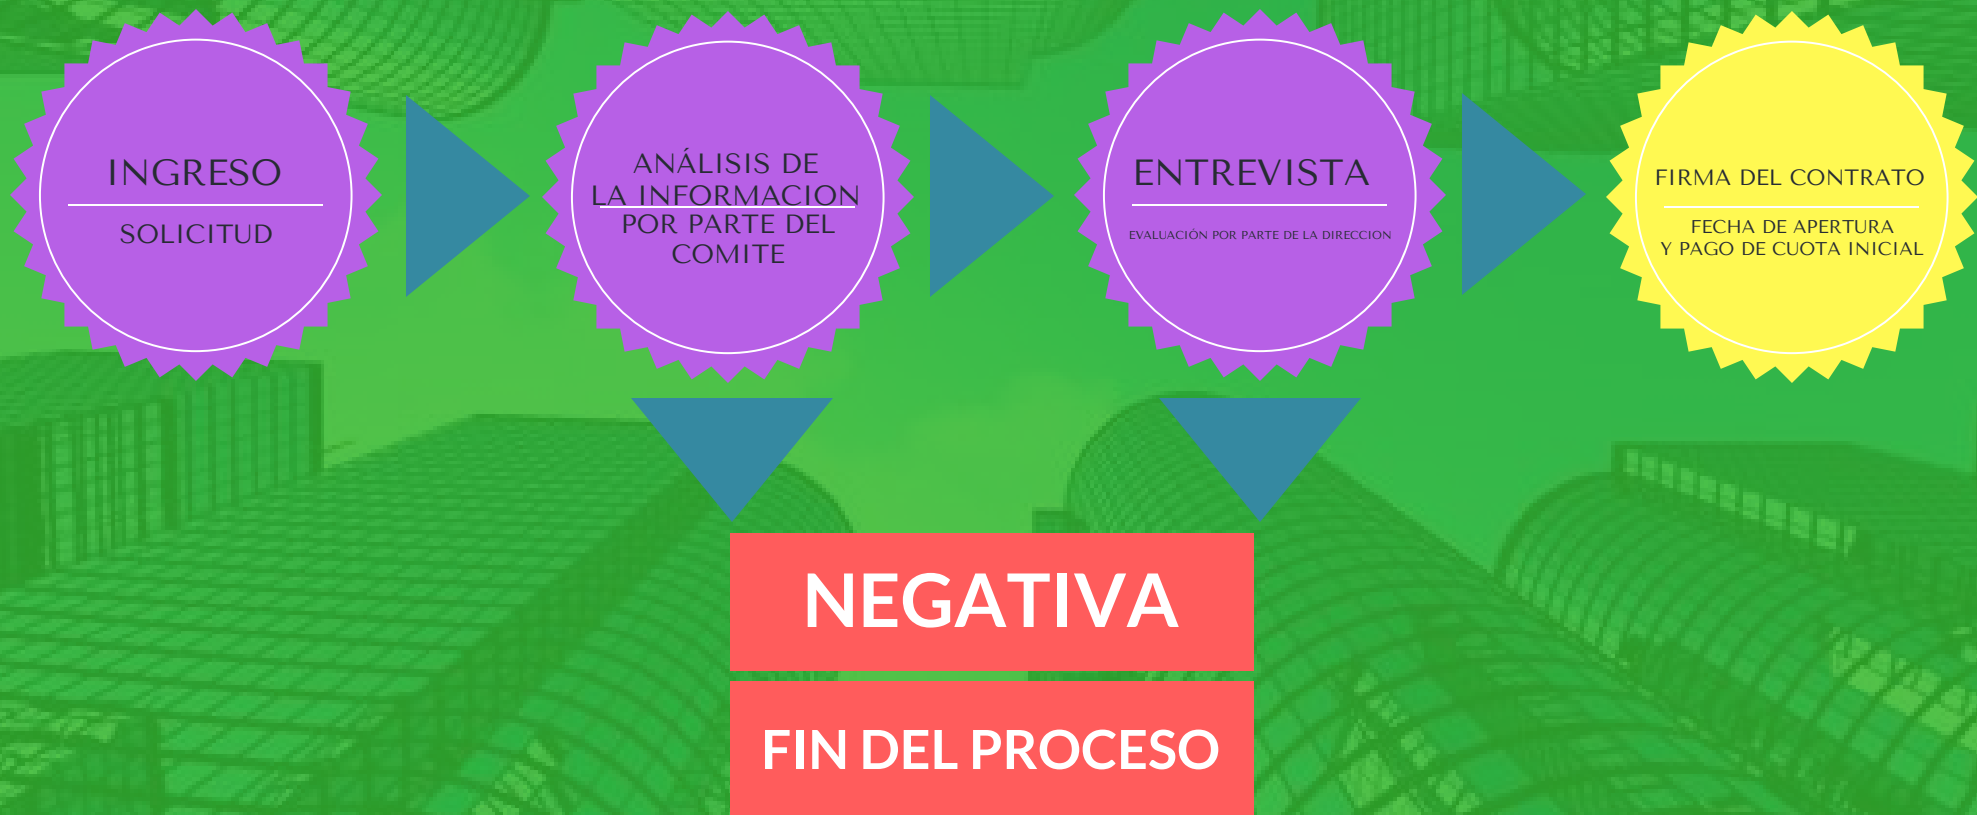 INGRESO
SOLICITUD
ANÁLISIS DE
LA INFORMACION
POR PARTE DEL
COMITE
ENTREVISTA
EVALUACIÓN POR PARTE DE LA DIRECCION
FIRMA DEL CONTRATO
FECHA DE APERTURA
Y PAGO DE CUOTA INICIAL
NEGATIVA
FIN DEL PROCESO